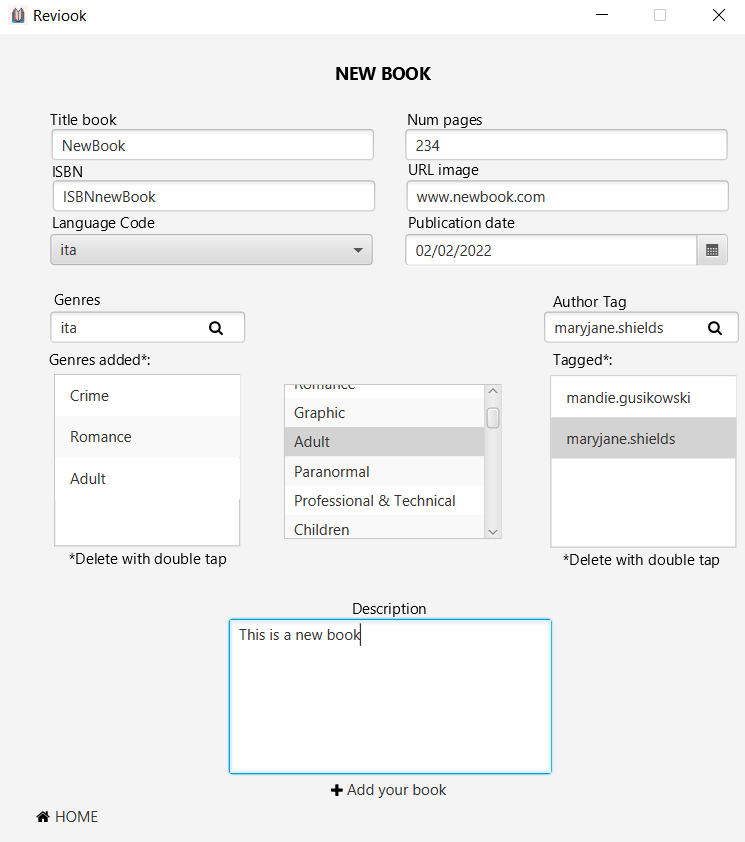 Reviook
NEW BOOK
Title book
NewBook
Num pages
234
ISBN
ISBNnewBook
URL image
www.newbook.com
Language Code
ita
Publication date
02/02/2022
Genres
ita
Genres added*:
Crime
Romance
Adult
*Delete with double tap
Romance
Graphic
Adult
Paranormal
Professional & Technical
Children
Author Tag
maryjane.shields
Tagged*:
mandie.gusikowski
maryjane.shields
*Delete with double tap
Description
This is a new book
Add your book
HOME